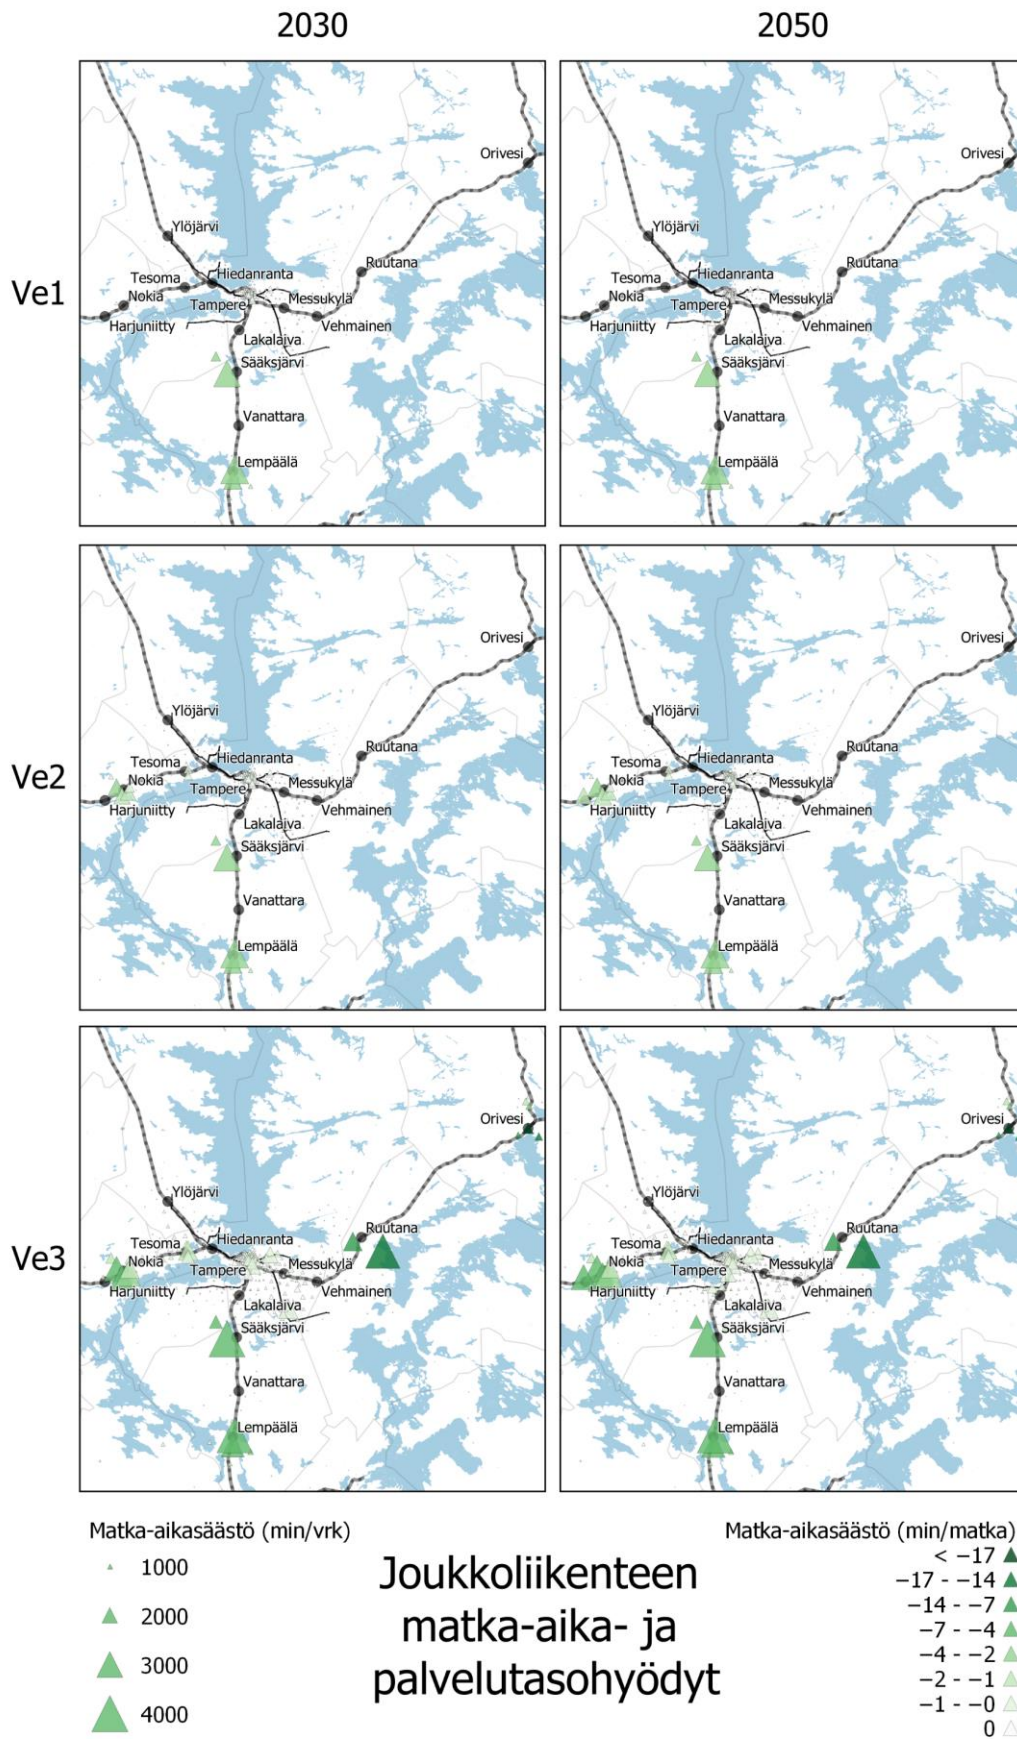 2030
2050
Ve1
Orivesi
Ylöjärvi
Ruutana
Hiedanranta
Tesoma
Nokia
Tampere
Messukylä
Harjuniitty
Vehmainen
Lakalaiva
Sääksjärvi
Vanattara
Lempäälä
Orivesi
Ylöjärvi
Ruutana
Hiedanranta
Tesoma
Nokia
Tampere
Messukylä
Harjuniitty
Vehmainen
Lakalaiva
Sääksjärvi
Vanattara
Lempäälä
Ve2
Orivesi
Ylöjärvi
Ruutana
Hiedanranta
Tesoma
Nokia
Tampere
Messukylä
Harjuniitty
Vehmainen
Lakalaiva
Sääksjärvi
Vanattara
Lempäälä
Orivesi
Ylöjärvi
Ruutana
Hiedanranta
Tesoma
Nokia
Tampere
Messukylä
Harjuniitty
Vehmainen
Lakalaiva
Sääksjärvi
Vanattara
Lempäälä
Ve3
Orivesi
Ylöjärvi
Ruutana
Hiedanranta
Tesoma
Nokia
Tampere
Messukylä
Harjuniitty
Vehmainen
Lakalaiva
Sääksjärvi
Vanattara
Lempäälä
Orivesi
Ylöjärvi
Ruutana
Hiedanranta
Tesoma
Nokia
Tampere
Messukylä
Harjuniitty
Vehmainen
Lakalaiva
Sääksjärvi
Vanattara
Lempäälä
Matka-aikasäästö (min/vrk)
1000
2000
3000
4000
Joukkoliikenteen
matka-aika- ja
palvelutasohyödyt
Matka-aikasäästö (min/matka)
< −17
−17 - −14
−14 - −7
−7 - −4
−4 - −2
−2 - −1
−1 - −0
0